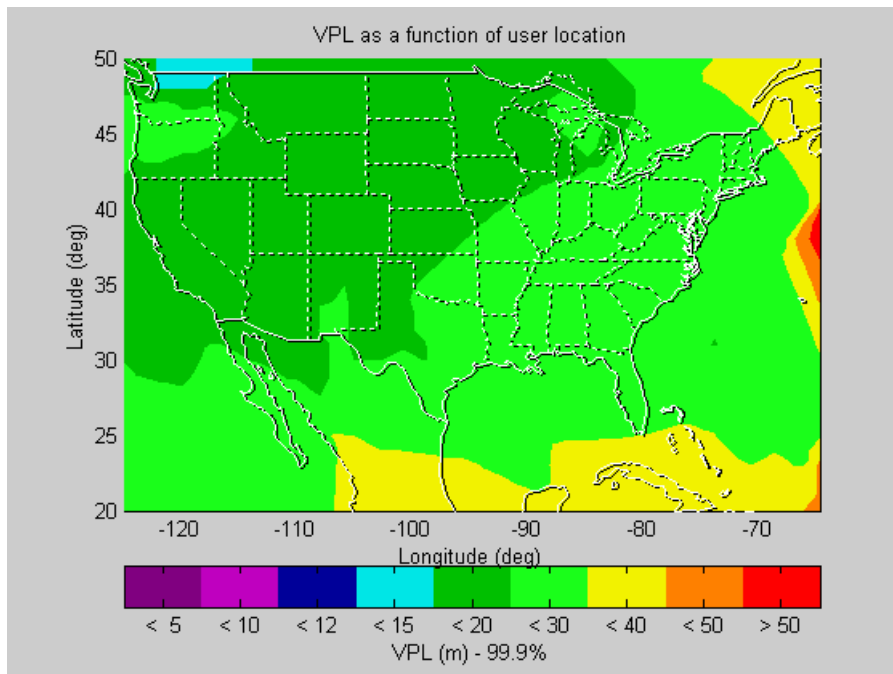 VPL as a function of user location
50
45
40
35
30
25
20
Latitude (deg)
-120 -110 -100 -90 -80 -70
Longitude (deg)
< 5 < 10 < 12 < 15 < 20 < 30 < 40 < 50 > 50
VPL (m) - 99.9%